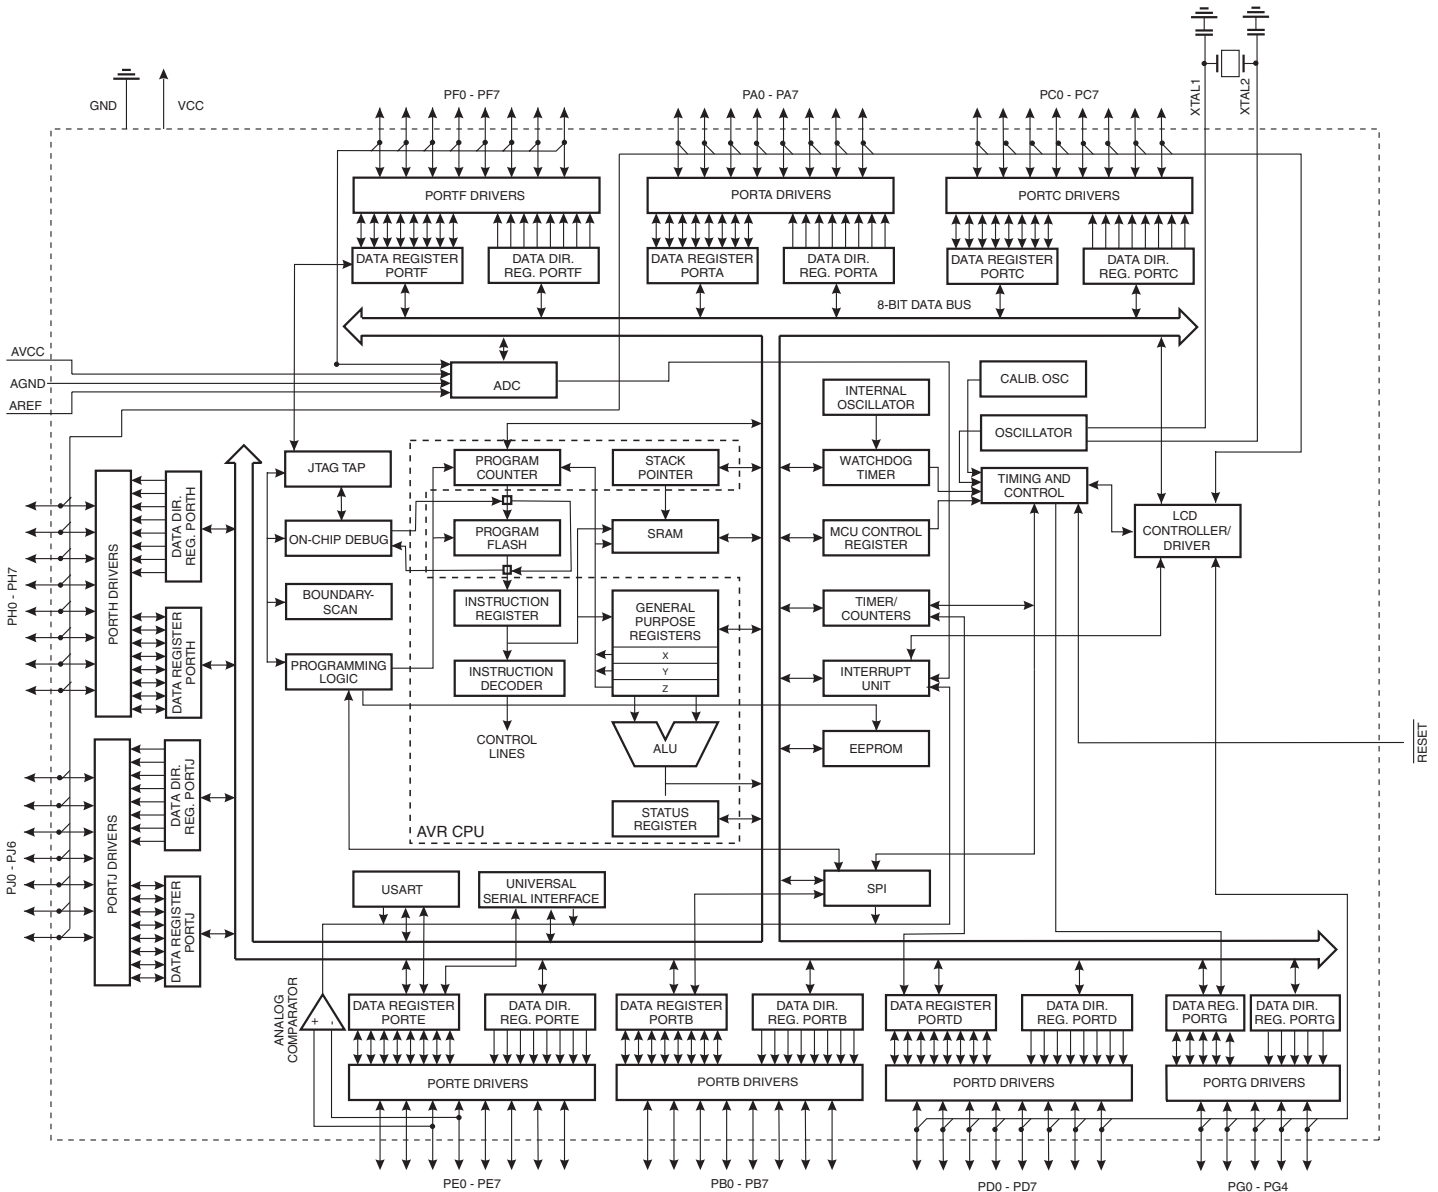 XTAL1
XTAL2
GND
VCC
PF0 - PF7
PA0 - PA7
PC0 - PC7
PORTF DRIVERS
PORTA DRIVERS
PORTC DRIVERS
DATA REGISTER
PORTF
DATA DIR.
REG. PORTF
DATA REGISTER
PORTA
DATA DIR.
REG. PORTA
DATA REGISTER
PORTC
DATA DIR.
REG. PORTC
8-BIT DATA BUS
AVCC
AGND
AREF
ADC
CALIB. OSC
INTERNAL
OSCILLATOR
OSCILLATOR
JTAG TAP
PROGRAM
COUNTER
STACK
POINTER
WATCHDOG
TIMER
TIMING AND
CONTROL
LCD
CONTROLLER/
DRIVER
ON-CHIP DEBUG
PROGRAM
FLASH
SRAM
MCU CONTROL
REGISTER
BOUNDARY-
SCAN
INSTRUCTION
REGISTER
GENERAL
PURPOSE
REGISTERS
X
Y
Z
TIMER/
COUNTERS
PROGRAMMING
LOGIC
INSTRUCTION
DECODER
INTERRUPT
UNIT
CONTROL
LINES
ALU
EEPROM
RESET
STATUS
REGISTER
AVR CPU
PH0 - PH7
PORTH DRIVERS
DATA DIR.
REG. PORTH
DATA REGISTER
PORTH
PJ0 - PJ6
PORTJ DRIVERS
DATA DIR.
REG. PORTJ
DATA REGISTER
PORTJ
USART
UNIVERSAL
SERIAL INTERFACE
SPI
ANALOG
COMPARATOR
+
-
DATA REGISTER
PORTE
DATA DIR.
REG. PORTE
DATA REGISTER
PORTB
DATA DIR.
REG. PORTB
DATA REGISTER
PORTD
DATA DIR.
REG. PORTD
DATA REG.
PORTG
DATA DIR.
REG. PORTG
PORTE DRIVERS
PORTB DRIVERS
PORTD DRIVERS
PORTG DRIVERS
PE0 - PE7
PB0 - PB7
PD0 - PD7
PG0 - PG4